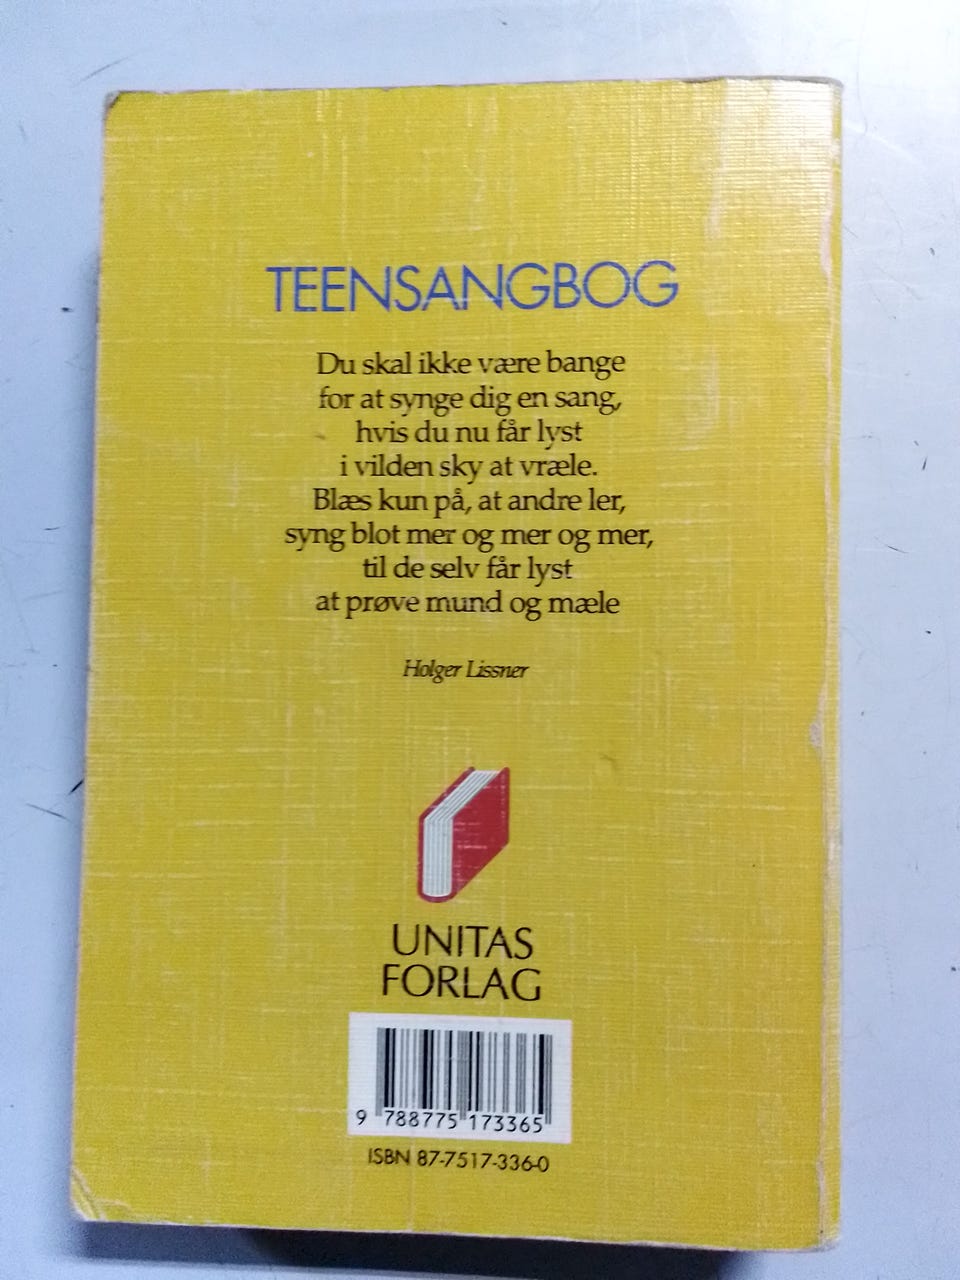 TEENSANGBOG
Du skal ikke være bange
for at synge dig en sang,
hvis du nu får lyst
i vilden sky at vræle.
Blæs kun på, at andre ler,
syng blot mer og mer og mer,
til de selv får lyst
at prøve mund og mæle
Holger Lissner
UNITAS
FORLAG
9 788775 173365
ISBN 87-7517-336-0